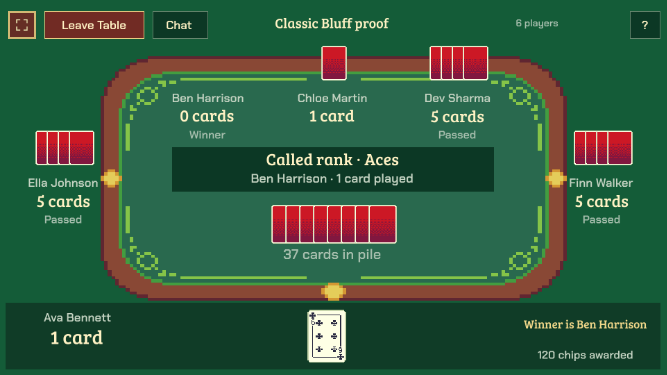 Leave Table
Chat
Classic Bluff proof
6 players
?
Ben Harrison
0 cards
Winner
Chloe Martin
1 card
Dev Sharma
5 cards
Passed
Ella Johnson
5 cards
Passed
Finn Walker
5 cards
Passed
Called rank · Aces
Ben Harrison · 1 card played
37 cards in pile
Ava Bennett
1 card
Winner is Ben Harrison
120 chips awarded